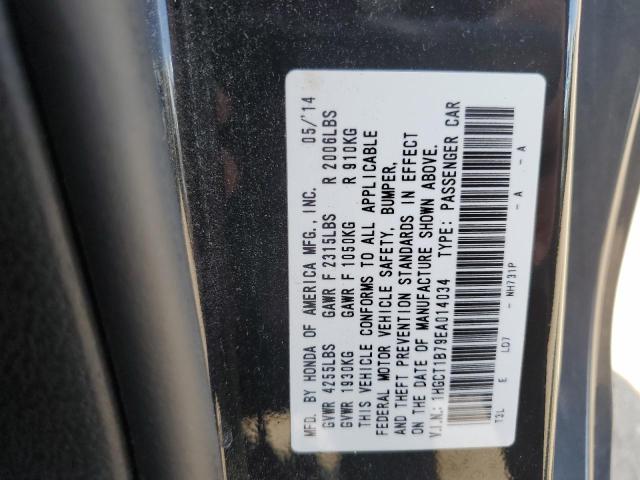 MFD. BY HONDA OF AMERICA MFG., INC. 05/'14
GVWR 4255LBS GAWR F 2315LBS R 2006LBS
GVWR 1930KG GAWR F 1050KG R 910KG
THIS VEHICLE CONFORMS TO ALL APPLICABLE
FEDERAL MOTOR VEHICLE SAFETY, BUMPER,
AND THEFT PREVENTION STANDARDS IN EFFECT
ON THE DATE OF MANUFACTURE SHOWN ABOVE.
V.I.N.: 1HGCT1B79EA014034 TYPE: PASSENGER CAR
T3L E LD7 - NH731P - A - A